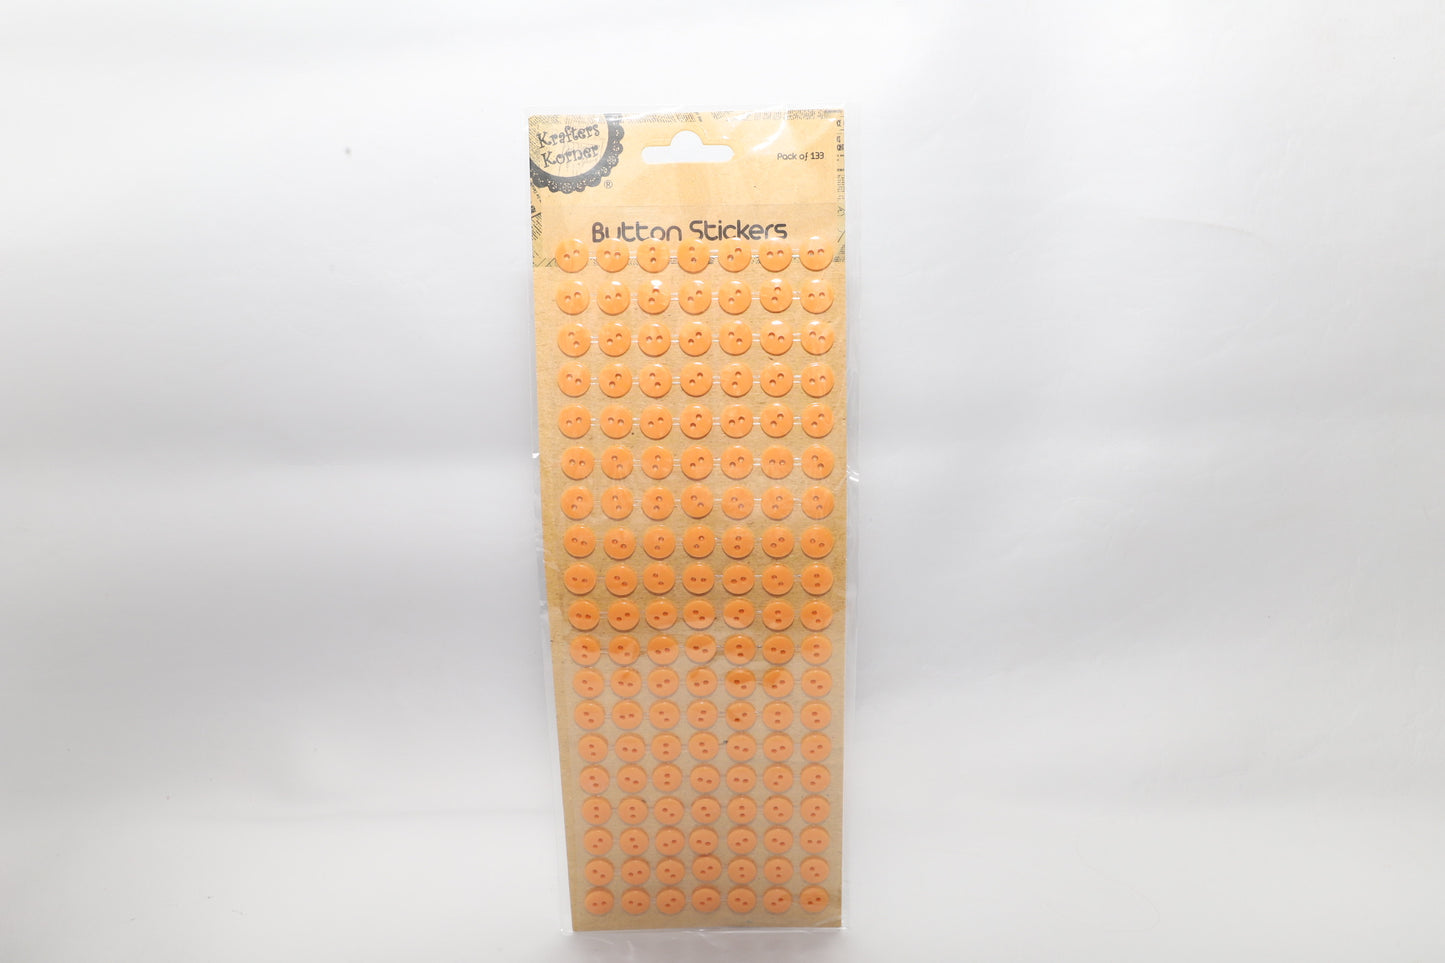 Krafters
Korner
®
Pack of 133
Button Stickers